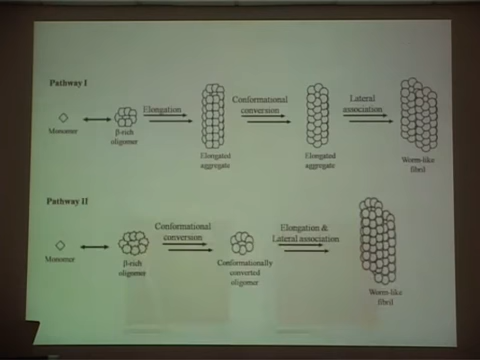 Pathway I
Elongation
Conformational
conversion
Lateral
association
Monomer
β-rich
oligomer
Elongated
aggregate
Elongated
aggregate
Worm-like
fibril
Pathway II
Conformational
conversion
Elongation &
Lateral association
Monomer
β-rich
oligomer
Conformationally
converted
oligomer
Worm-like
fibril